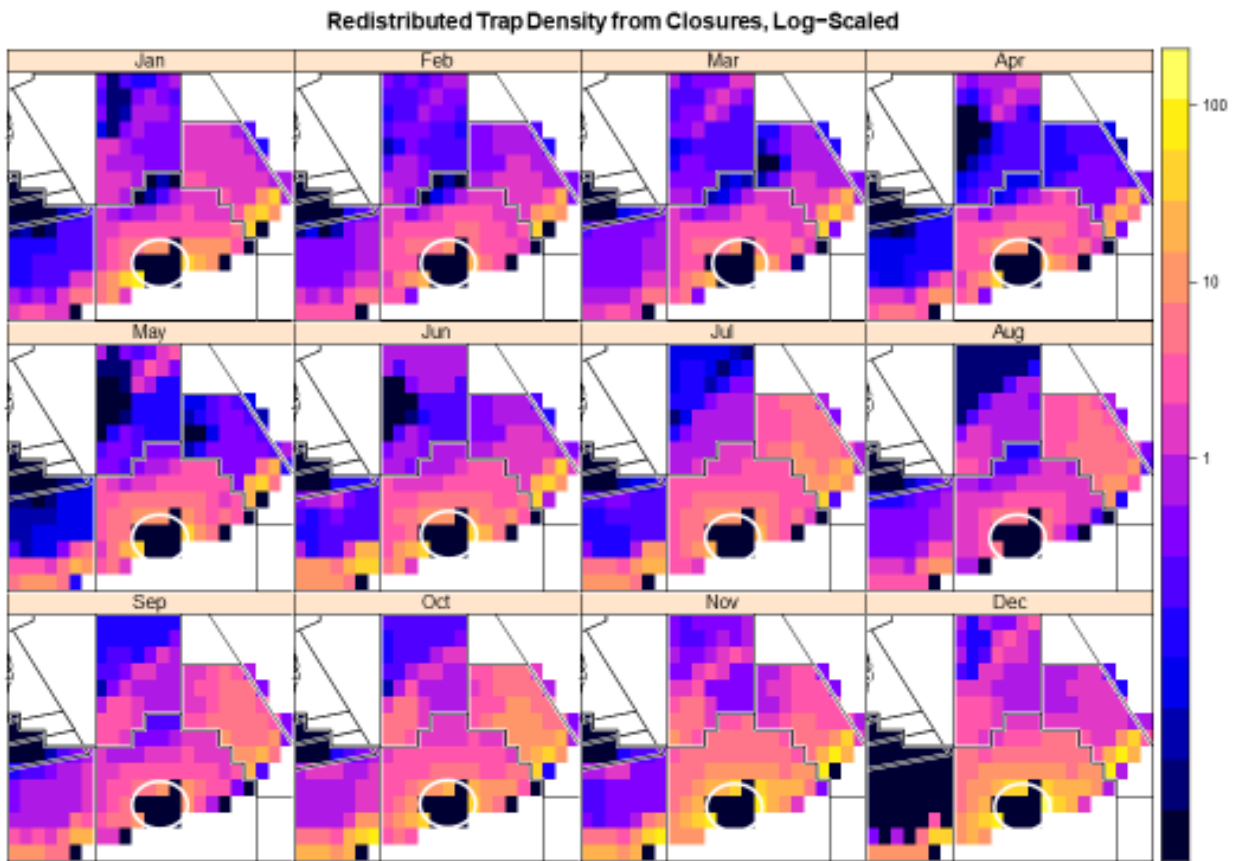 Redistributed Trap Density from Closures, Log−Scaled
Jan
Feb
Mar
Apr
May
Jun
Jul
Aug
Sep
Oct
Nov
Dec
100
10
1